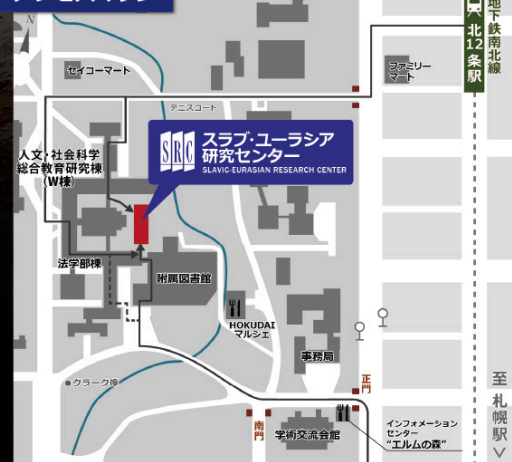 N
地下鉄南北線
北12条駅
セイコーマート
ファミリー
マート
テニスコート
スラブ・ユーラシア
研究センター
SRC
SLAVIC-EURASIAN RESEARCH CENTER
人文・社会科学
総合教育研究棟
(W棟)
法学部棟
附属図書館
HOKUDAI
マルシェ
事務局
クラーク像
正門
南門
学術交流会館
インフォメーション
センター
“エルムの森”
至札幌駅